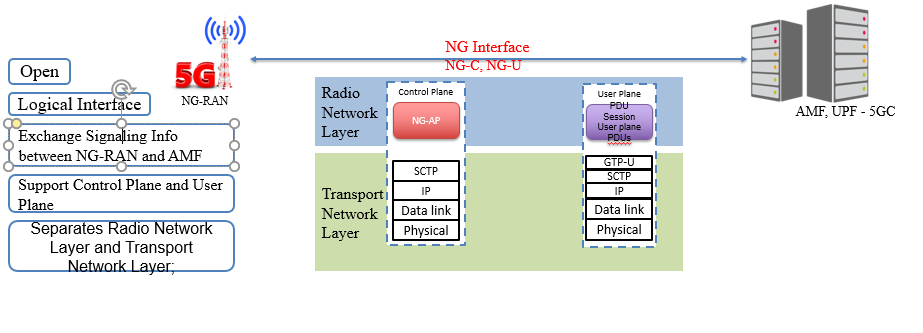 5G
NG-RAN
NG Interface
NG-C, NG-U
AMF, UPF - 5GC
Open
Logical Interface
Exchange Signaling Info
between NG-RAN and AMF
Support Control Plane and User
Plane
Separates Radio Network
Layer and Transport
Network Layer;
Radio
Network
Layer
Control Plane
NG-AP
User Plane
PDU
Session
User plane
PDUs
Transport
Network
Layer
SCTP
IP
Data link
Physical
GTP-U
SCTP
IP
Data link
Physical